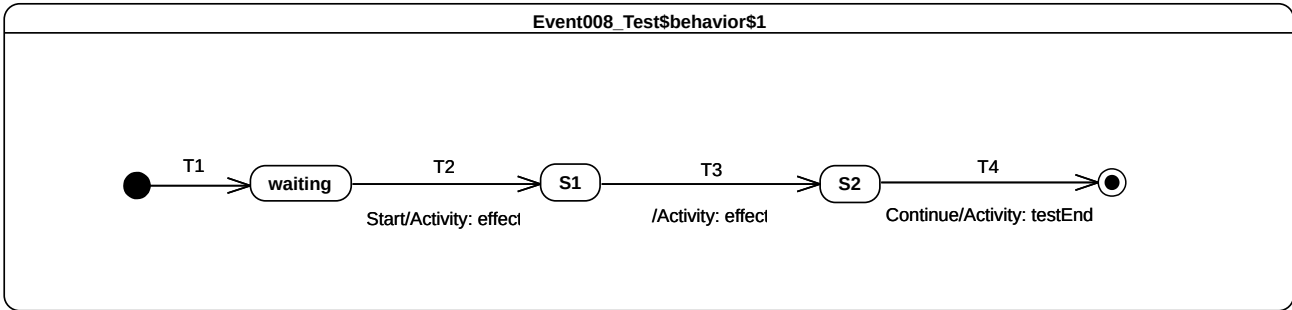 Event008_Test$behavior$1
T1
T2
T3
T4
waiting
S1
S2
Start/Activity: effect
/Activity: effect
Continue/Activity: testEnd